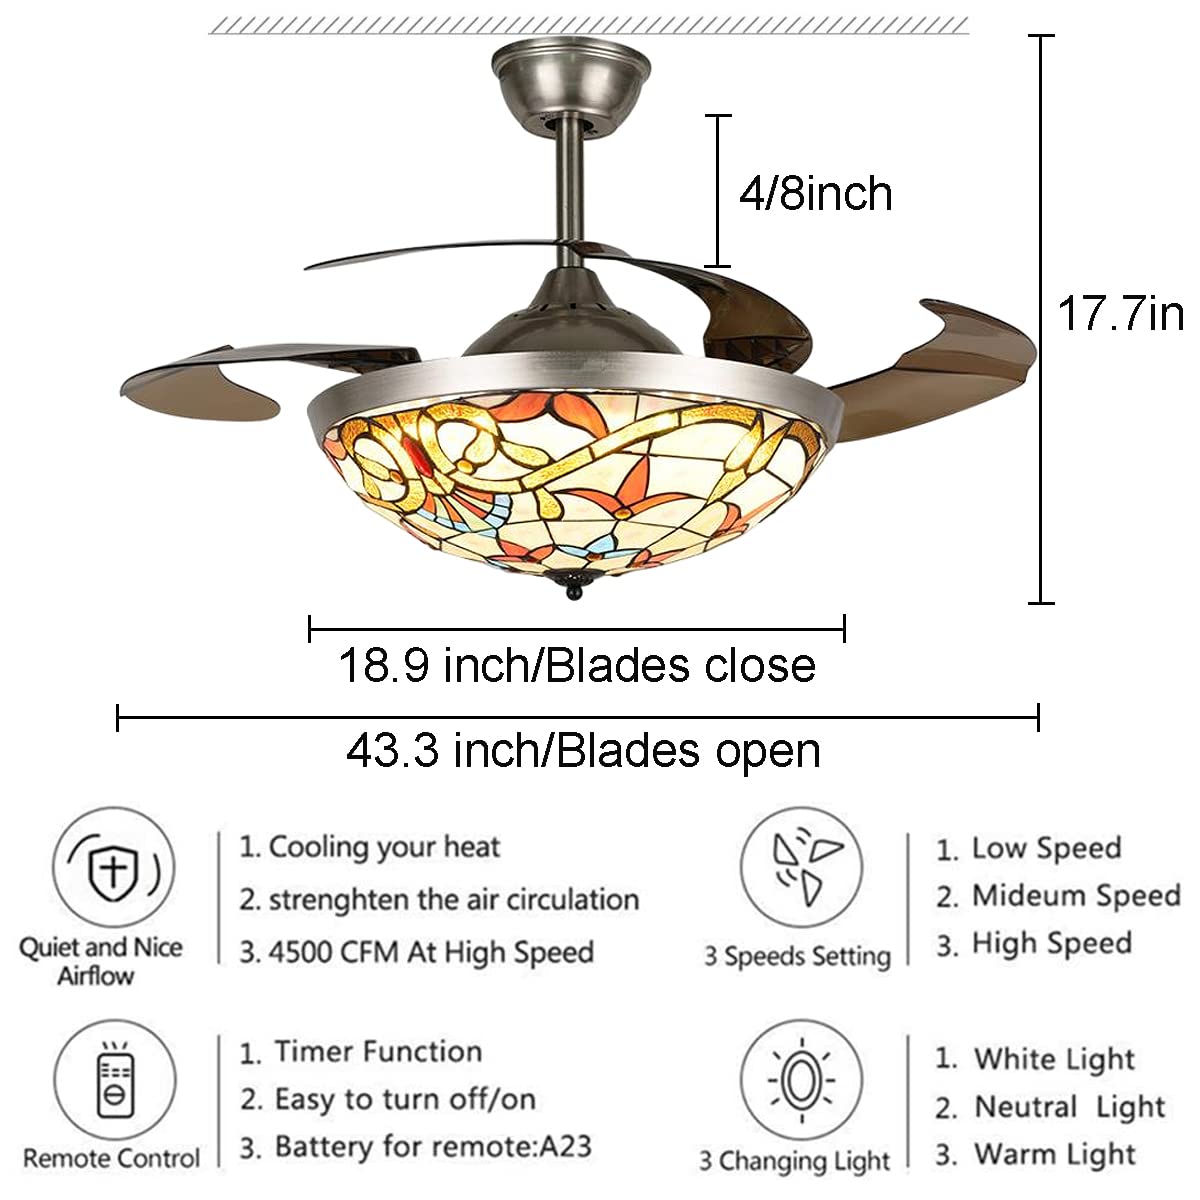 4/8inch
17.7in
18.9 inch/Blades close
43.3 inch/Blades open
Quiet and Nice
Airflow
1. Cooling your heat
2. strenghten the air circulation
3. 4500 CFM At High Speed
3 Speeds Setting
1. Low Speed
2. Mideum Speed
3. High Speed
Remote Control
1. Timer Function
2. Easy to turn off/on
3. Battery for remote:A23
3 Changing Light
1. White Light
2. Neutral Light
3. Warm Light